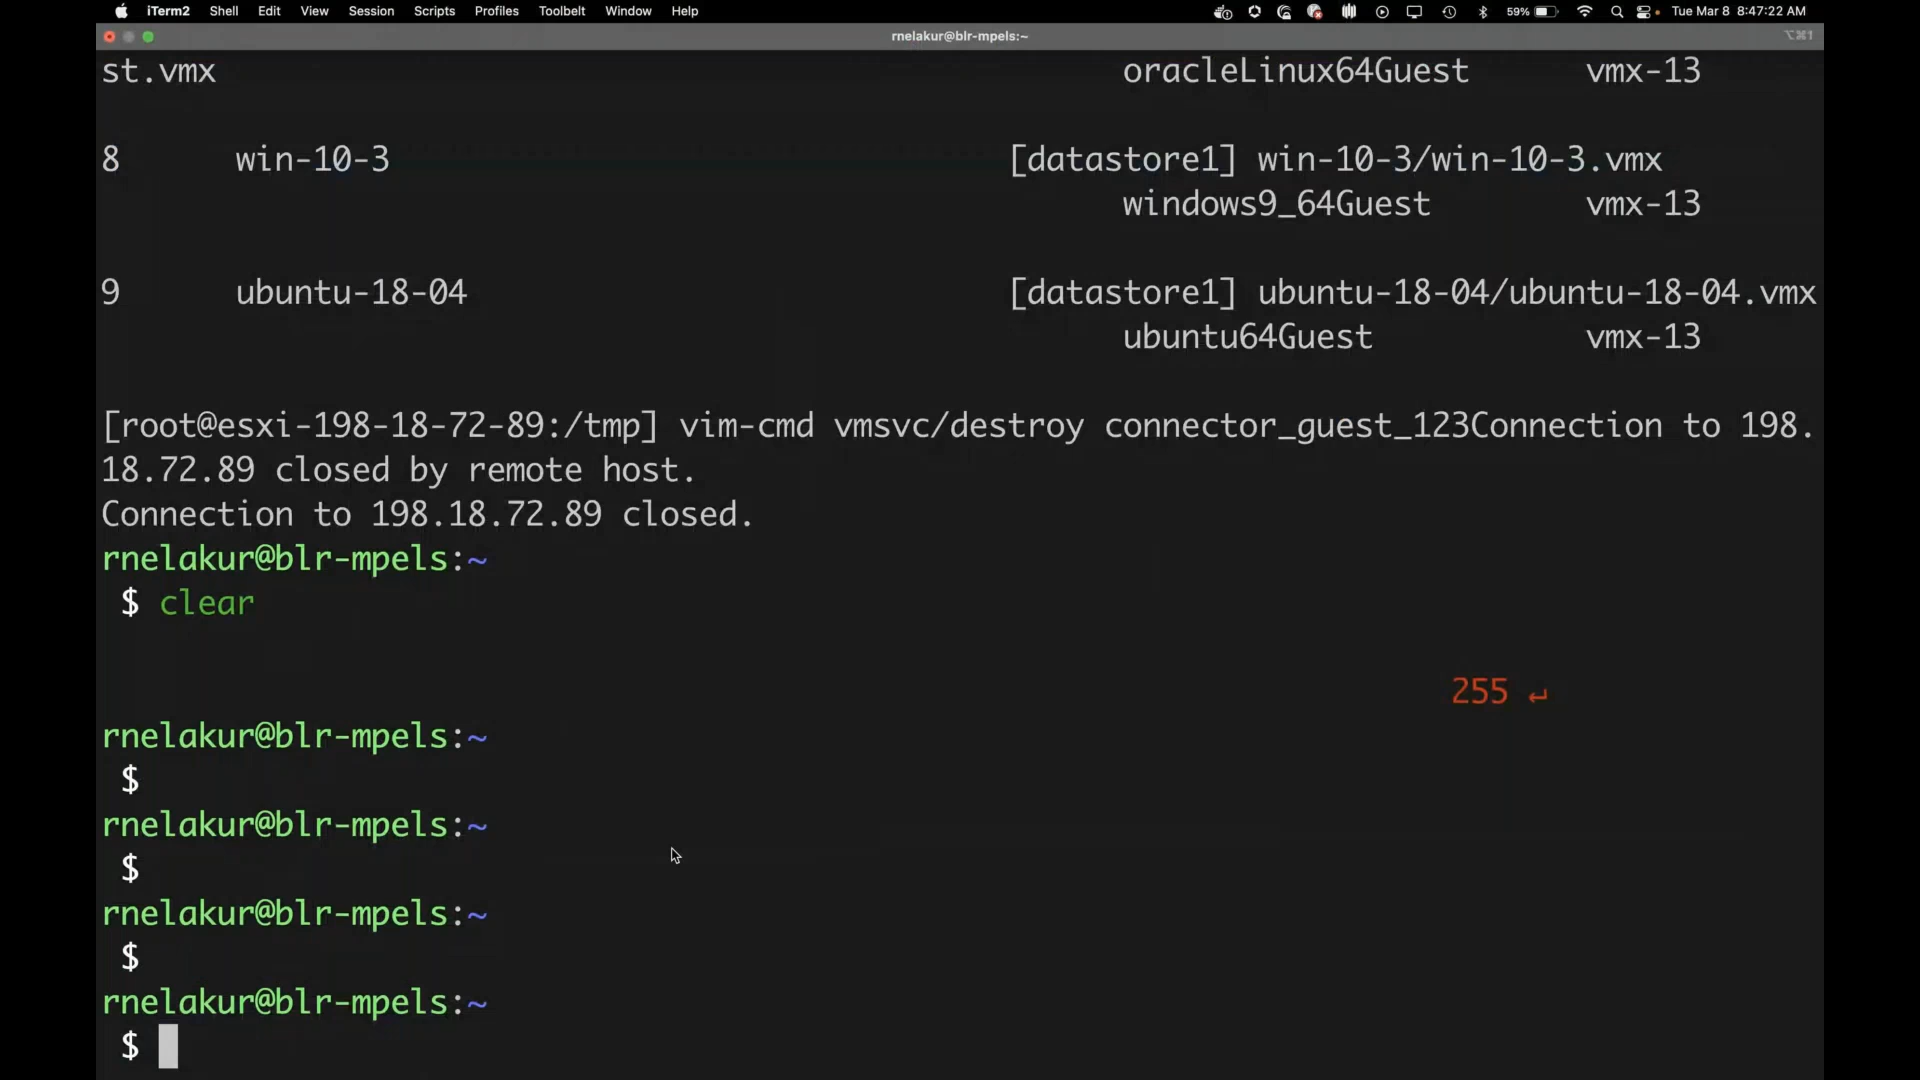 iTerm2 Shell Edit View Session Scripts Profiles Toolbelt Window Help 59% Tue Mar 8 8:47:22 AM
rnelakur@blr-mpels:~ ⌥⌘1
st.vmx oracleLinux64Guest vmx-13
8 win-10-3 [datastore1] win-10-3/win-10-3.vmx
windows9_64Guest vmx-13
9 ubuntu-18-04 [datastore1] ubuntu-18-04/ubuntu-18-04.vmx
ubuntu64Guest vmx-13
[root@esxi-198-18-72-89:/tmp] vim-cmd vmsvc/destroy connector_guest_123Connection to 198.
18.72.89 closed by remote host.
Connection to 198.18.72.89 closed.
rnelakur@blr-mpels:~
$ clear
255 ↵
rnelakur@blr-mpels:~
$
rnelakur@blr-mpels:~
$
rnelakur@blr-mpels:~
$
rnelakur@blr-mpels:~
$